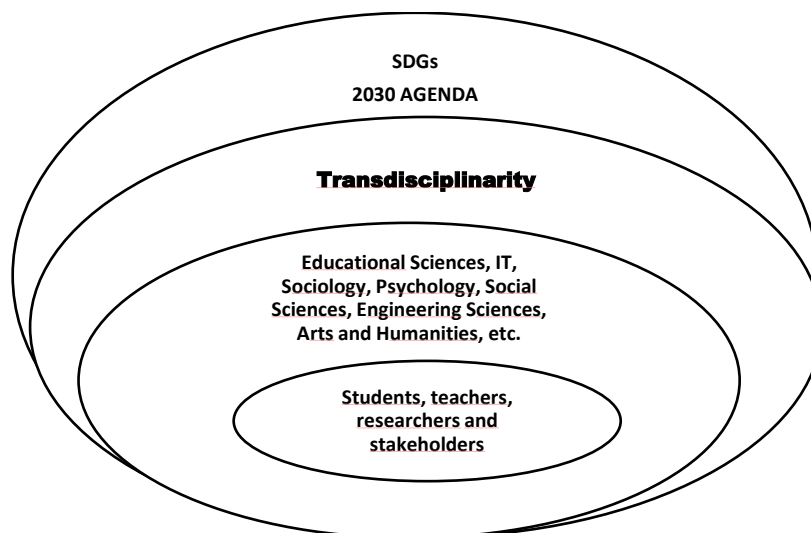 SDGs
2030 AGENDA
Transdisciplinarity
Educational Sciences, IT,
Sociology, Psychology, Social
Sciences, Engineering Sciences,
Arts and Humanities, etc.
Students, teachers,
researchers and
stakeholders